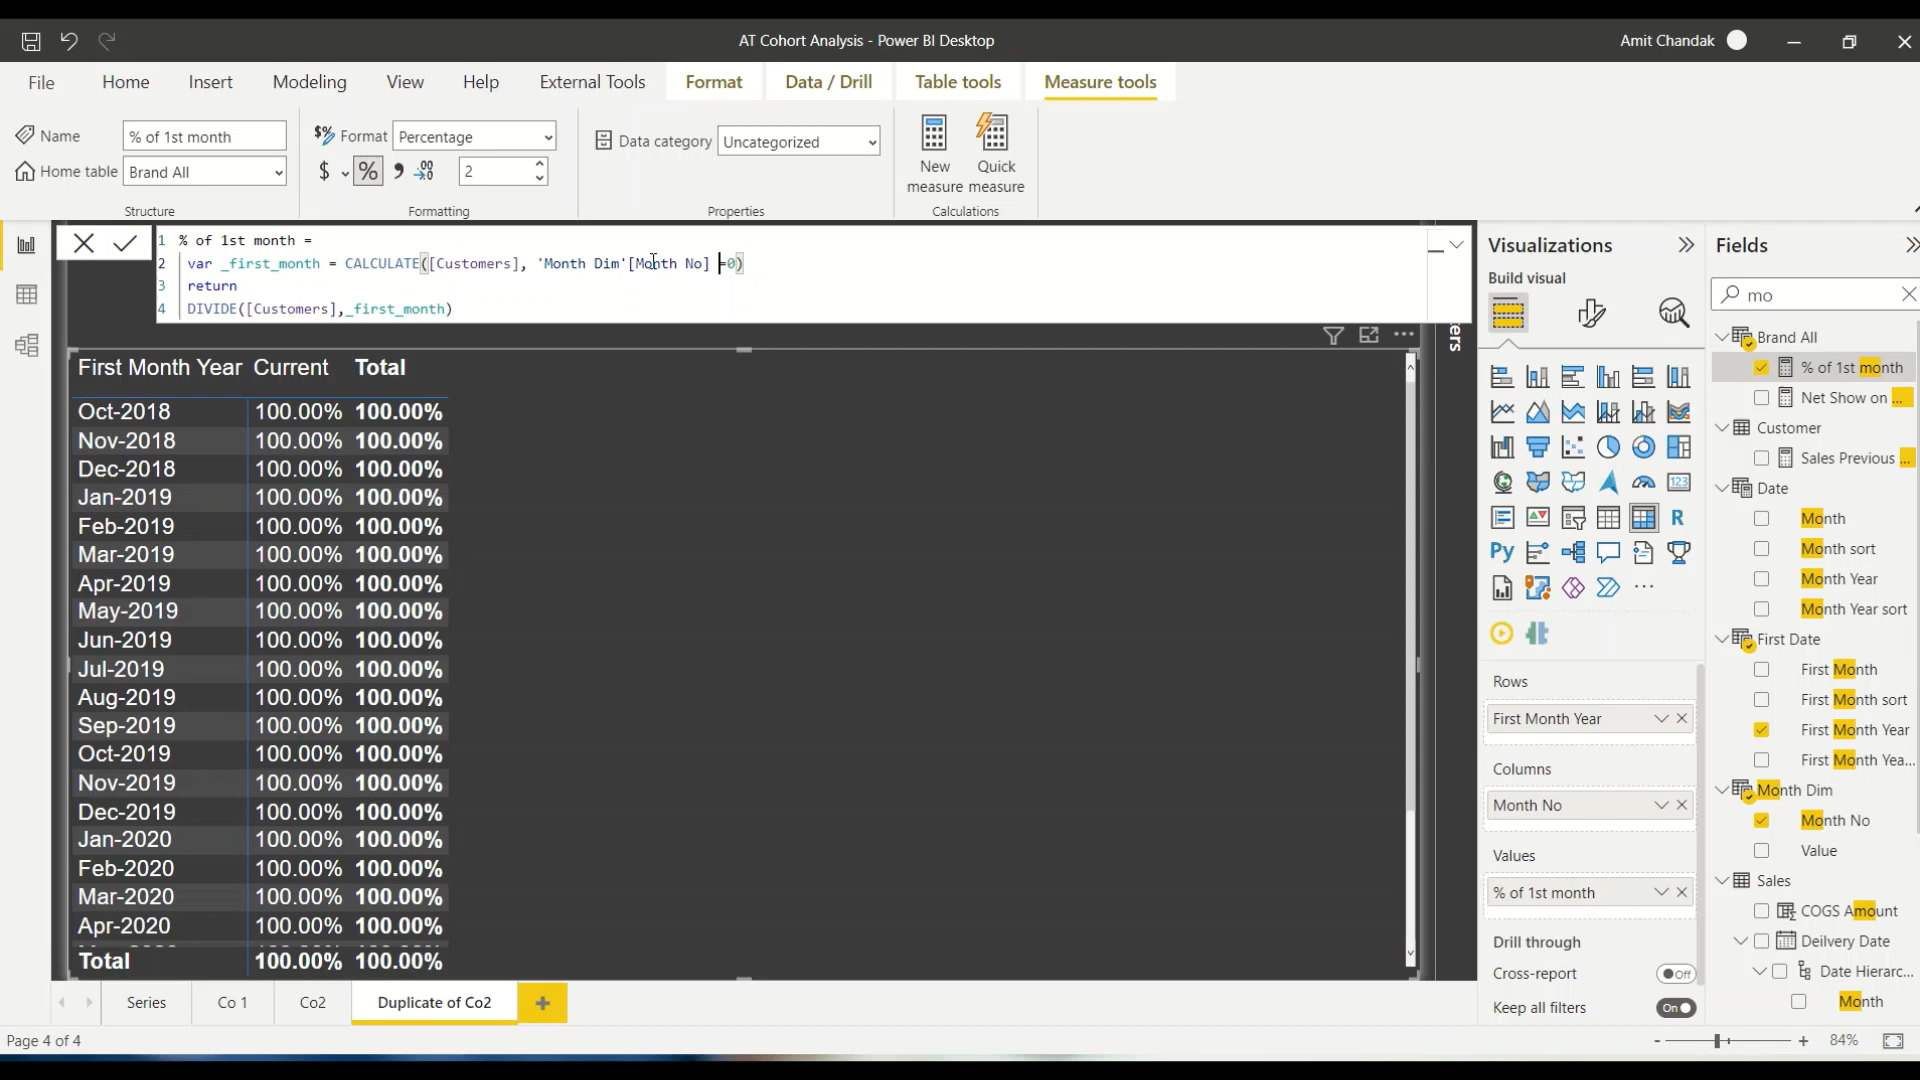 AT Cohort Analysis - Power BI Desktop
Amit Chandak
File Home Insert Modeling View Help External Tools Format Data / Drill Table tools Measure tools
Name % of 1st month
Home table Brand All
Structure
$% Format Percentage
$ % 2
Formatting
Data category Uncategorized
Properties
New measure
Quick measure
Calculations
1 % of 1st month =
2 var _first_month = CALCULATE([Customers], 'Month Dim'[Month No] =0)
3 return
4 DIVIDE([Customers],_first_month)
ers
First Month Year Current Total
Oct-2018 100.00% 100.00%
Nov-2018 100.00% 100.00%
Dec-2018 100.00% 100.00%
Jan-2019 100.00% 100.00%
Feb-2019 100.00% 100.00%
Mar-2019 100.00% 100.00%
Apr-2019 100.00% 100.00%
May-2019 100.00% 100.00%
Jun-2019 100.00% 100.00%
Jul-2019 100.00% 100.00%
Aug-2019 100.00% 100.00%
Sep-2019 100.00% 100.00%
Oct-2019 100.00% 100.00%
Nov-2019 100.00% 100.00%
Dec-2019 100.00% 100.00%
Jan-2020 100.00% 100.00%
Feb-2020 100.00% 100.00%
Mar-2020 100.00% 100.00%
Apr-2020 100.00% 100.00%
Total 100.00% 100.00%
Visualizations
Build visual
123
R
Py
...
Rows
First Month Year
Columns
Month No
Values
% of 1st month
Drill through
Cross-report Off
Keep all filters On
Fields
mo
Brand All
% of 1st month
Net Show on ...
Customer
Sales Previous ...
Date
Month
Month sort
Month Year
Month Year sort
First Date
First Month
First Month sort
First Month Year
First Month Yea...
Month Dim
Month No
Value
Sales
COGS Amount
Deilvery Date
Date Hierarc...
Month
Series Co 1 Co2 Duplicate of Co2 +
Page 4 of 4
- + 84%